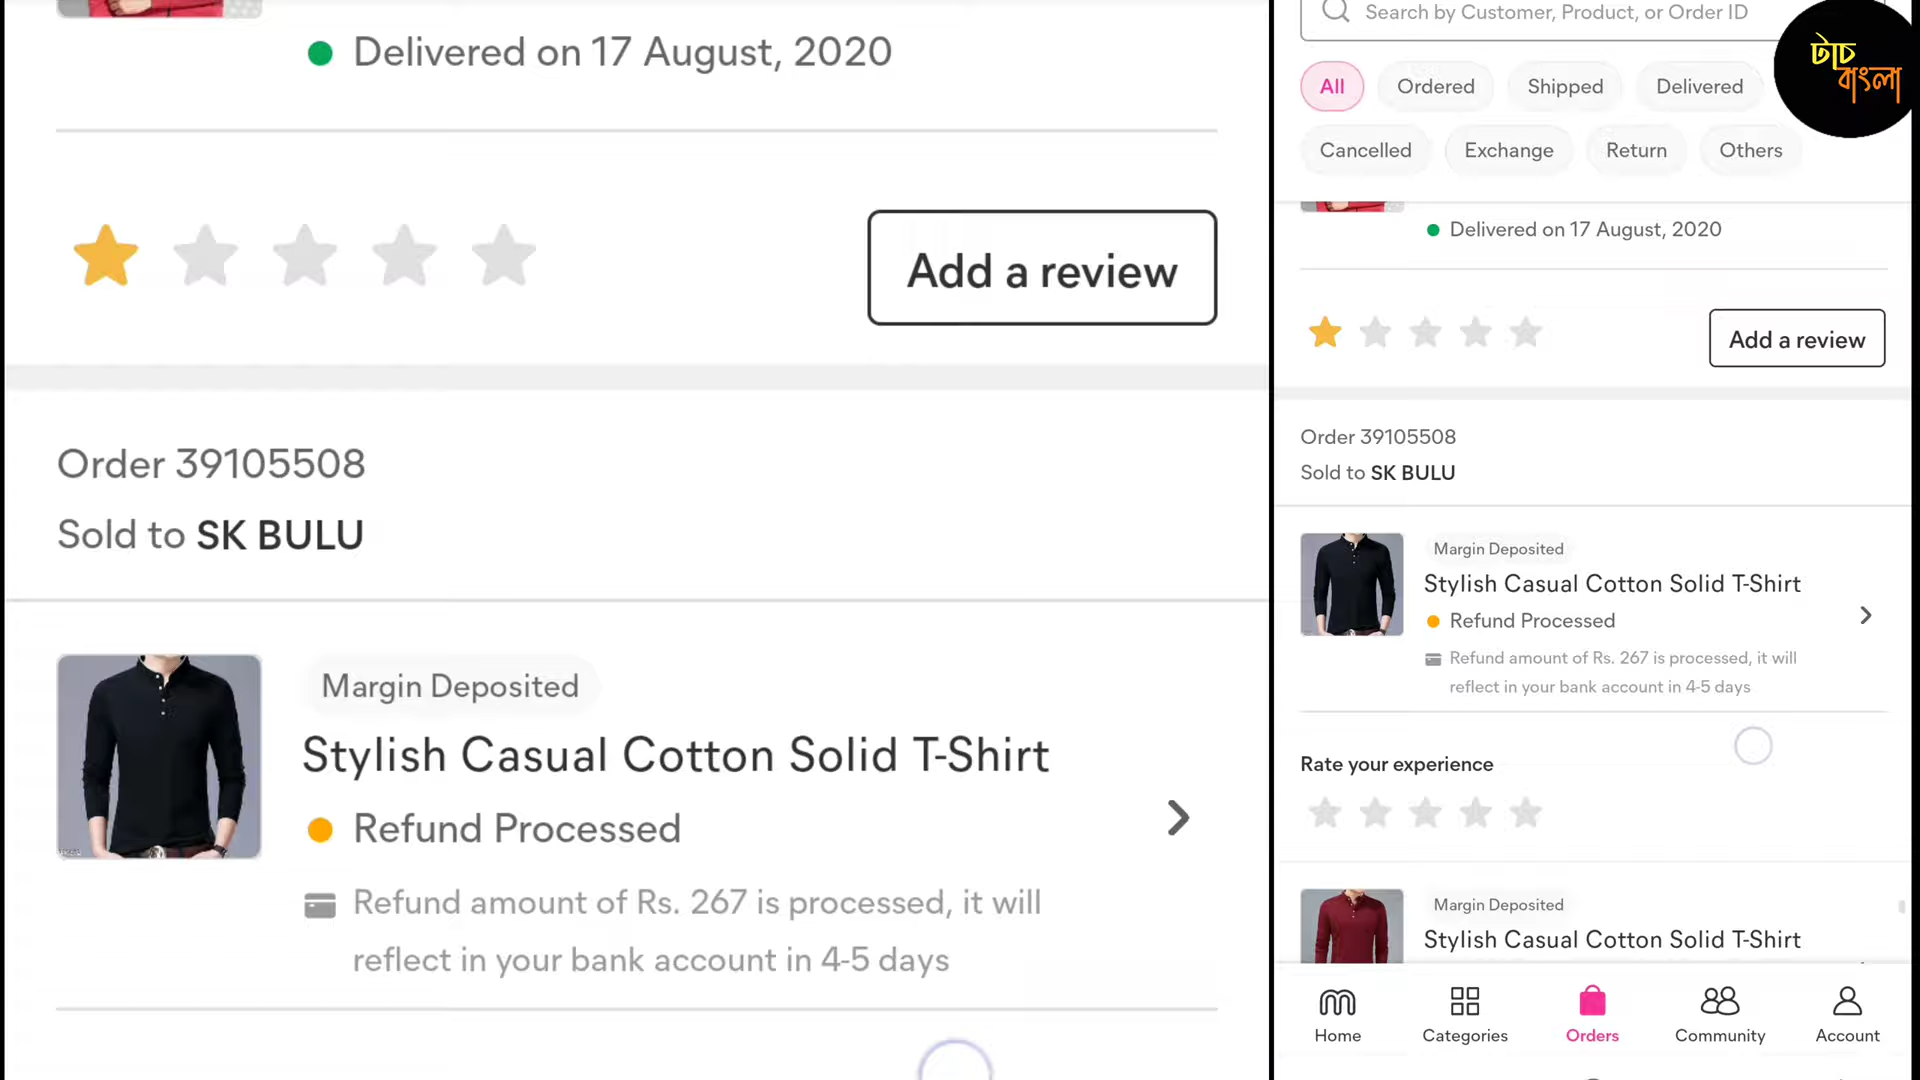 Delivered on 17 August, 2020
Add a review
Order 39105508
Sold to SK BULU
Margin Deposited
Stylish Casual Cotton Solid T-Shirt
Refund Processed
Refund amount of Rs. 267 is processed, it will
reflect in your bank account in 4-5 days
Search by Customer, Product, or Order ID
টাচ
বাংলা
All
Ordered
Shipped
Delivered
Cancelled
Exchange
Return
Others
Delivered on 17 August, 2020
Add a review
Order 39105508
Sold to SK BULU
Margin Deposited
Stylish Casual Cotton Solid T-Shirt
Refund Processed
Refund amount of Rs. 267 is processed, it will
reflect in your bank account in 4-5 days
Rate your experience
Margin Deposited
Stylish Casual Cotton Solid T-Shirt
Home
Categories
Orders
Community
Account